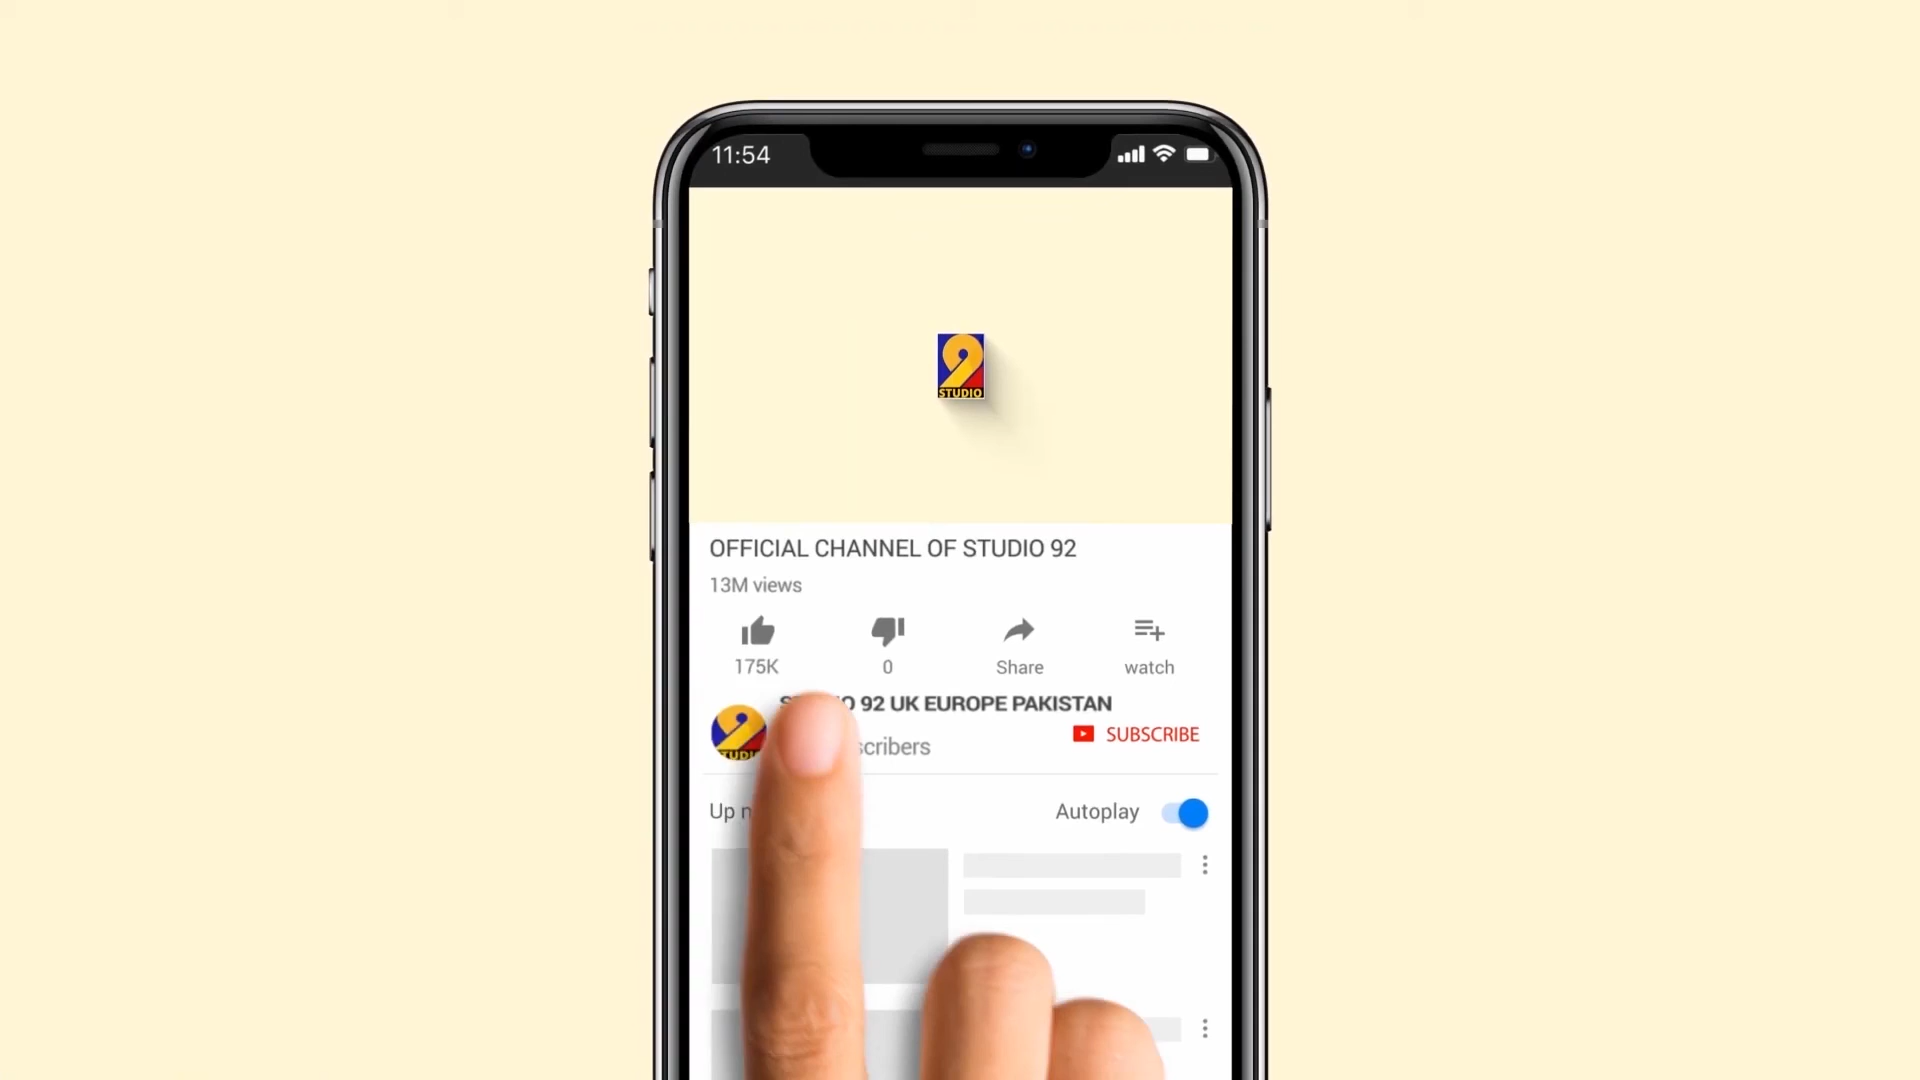 11:54
STUDIO
OFFICIAL CHANNEL OF STUDIO 92
13M views
175K
0
Share
watch
92 UK EUROPE PAKISTAN
SUBSCRIBE
Up
Autoplay